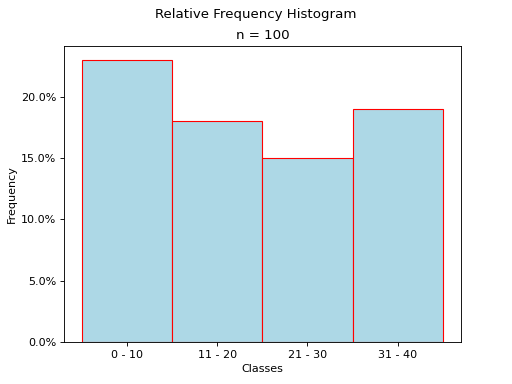 Relative Frequency Histogram
n = 100
20.0%
15.0%
10.0%
5.0%
0.0%
Frequency
0 - 10 11 - 20 21 - 30 31 - 40
Classes